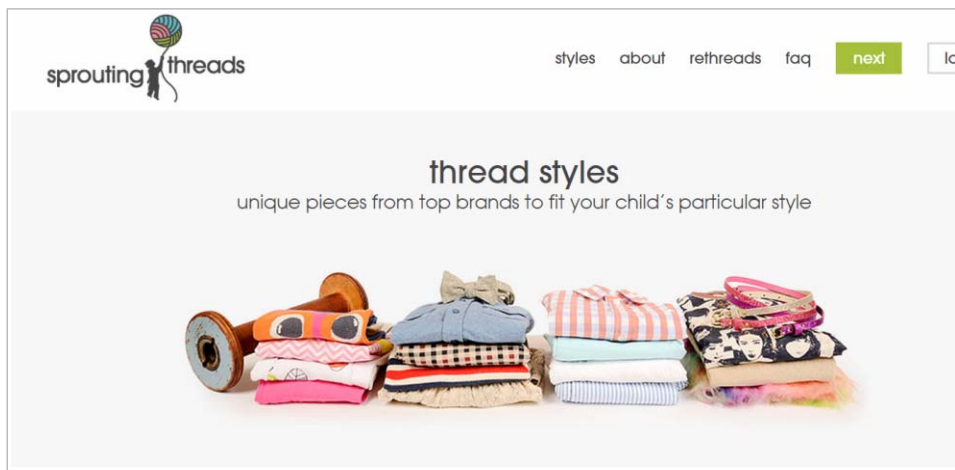 sprouting threads
styles about rethreads faq next
thread styles
unique pieces from top brands to fit your child´s particular style